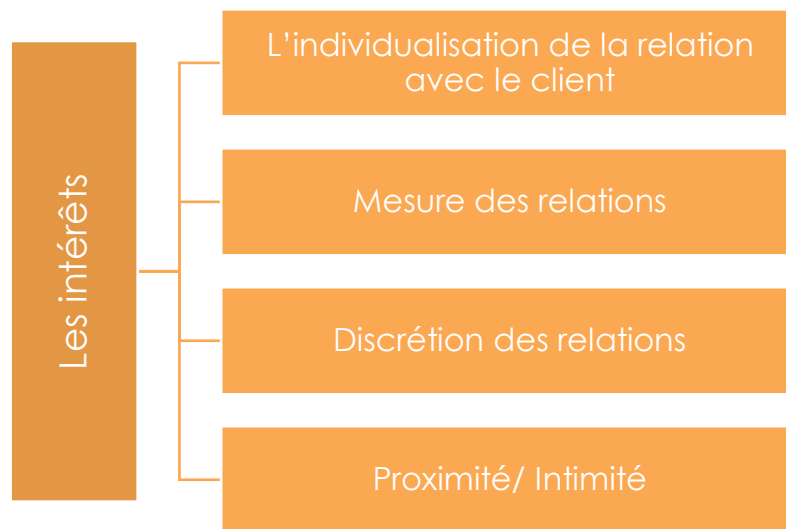 Les intérêts
L’individualisation de la relation
avec le client
Mesure des relations
Discrétion des relations
Proximité/ Intimité